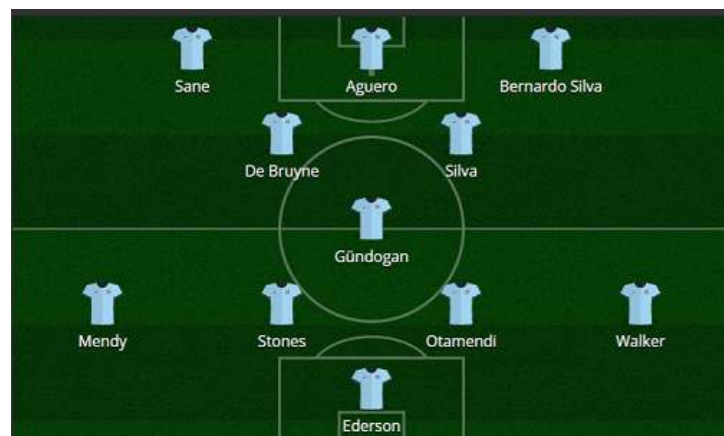 Sane Aguero Bernardo Silva
De Bruyne Silva
Gündogan
Mendy Stones Otamendi Walker
Ederson